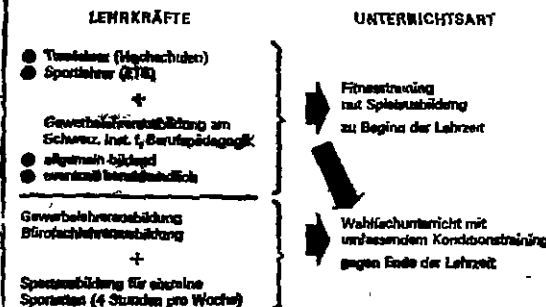 LEHRKRÄFTE
Turnlehrer (Hochschulen)
Sportlehrer (ETS)
+
Gewerbelehrerausbildung am
Schweiz. Inst. f. Berufspädagogik
allgemein-bildend
eventuell berufskundlich
Gewerbelehrerausbildung
Bürofachlehrerausbildung
+
Sportausbildung für einzelne
Sportarten (4 Stunden pro Woche)
UNTERRICHTSART
Fitnesstraining
mit Spielausbildung
zu Beginn der Lehrzeit
Wahlfachunterricht mit
umfassendem Konditionstraining
gegen Ende der Lehrzeit